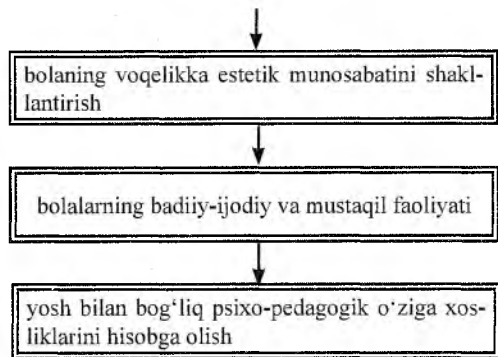 bolaning voqelikka estetik munosabatini shakl-
lantirish
bolalarning badiiy-ijodiy va mustaqil faoliyati
yosh bilan bog‘liq psixo-pedagogik o‘ziga xos-
liklarini hisobga olish